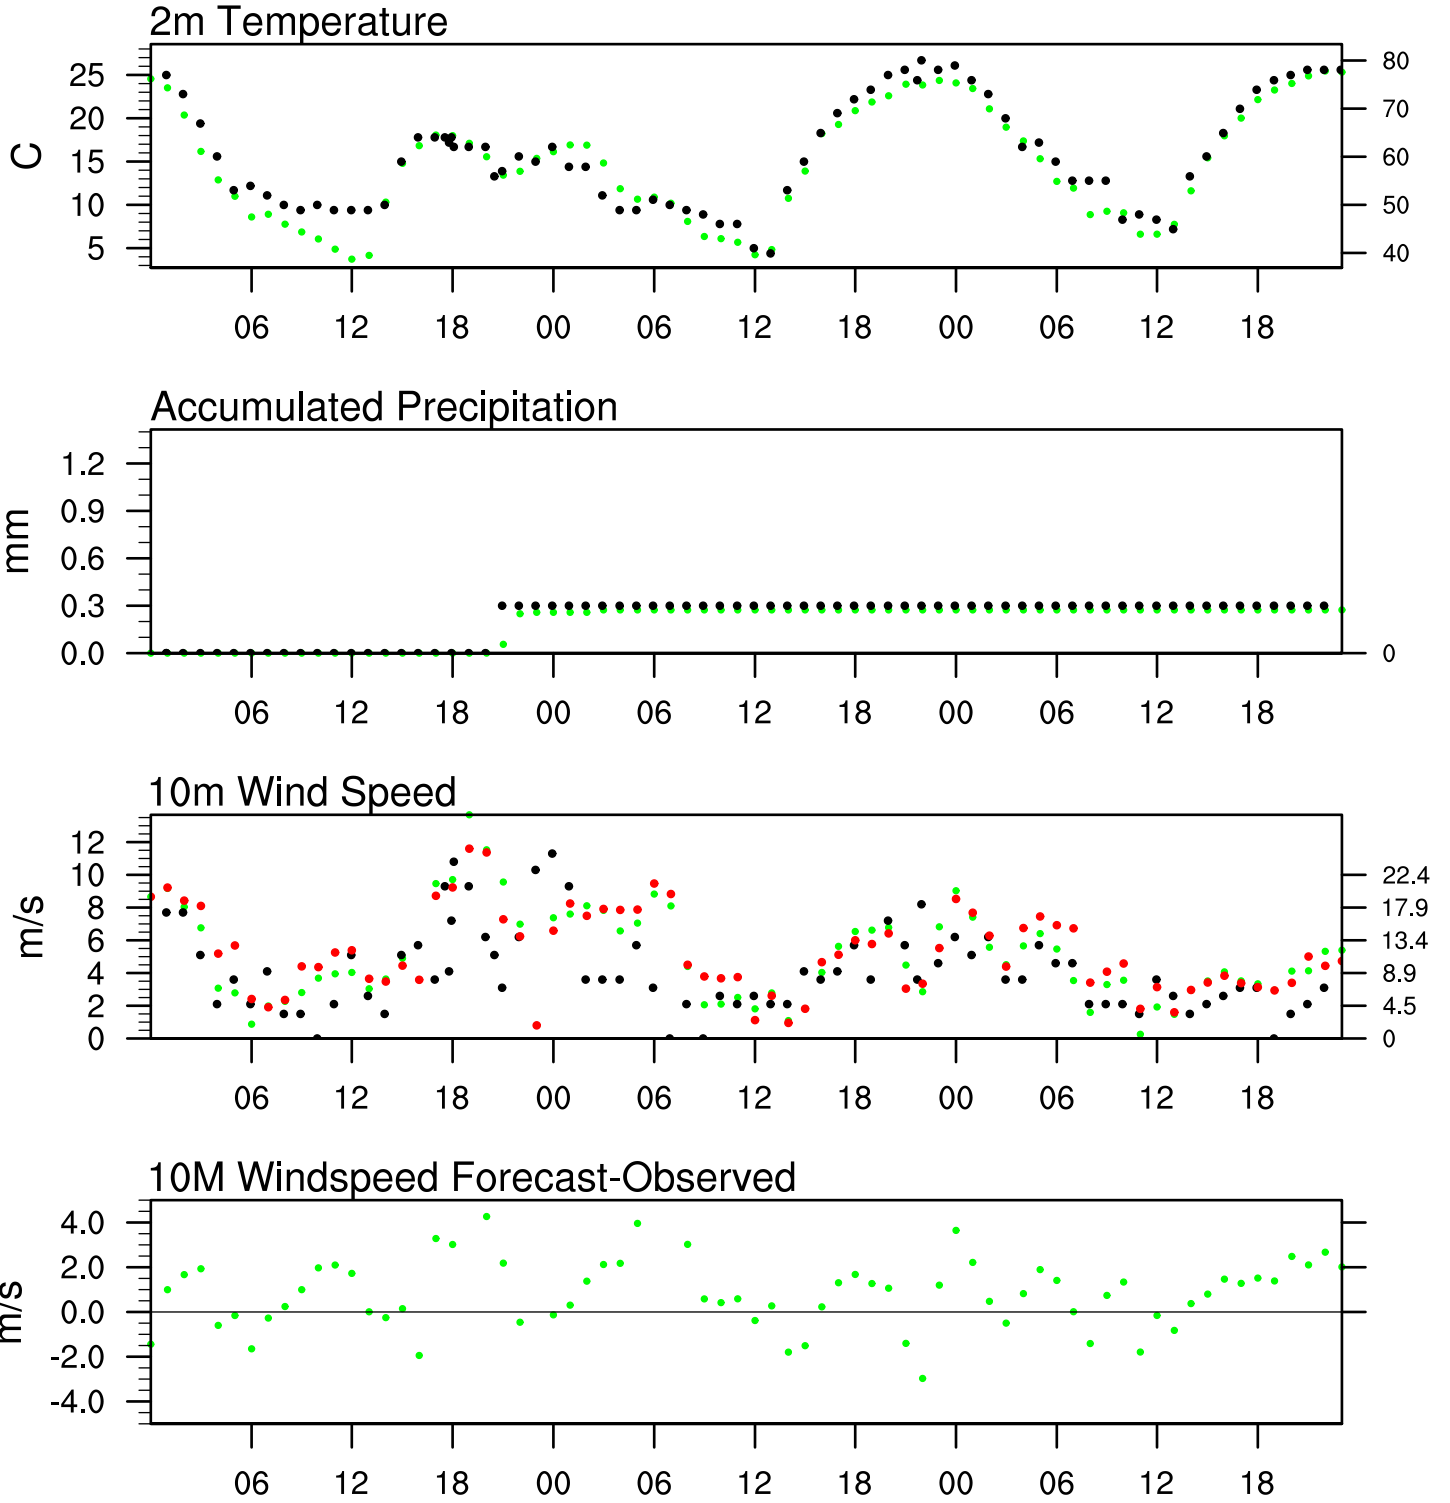 2m Temperature
25 80
20 70
C 15 60
10 50
5 40
06 12 18 00 06 12 18 00 06 12 18
Accumulated Precipitation
1.2
0.9
mm 0.6
0.3
0.0 0
06 12 18 00 06 12 18 00 06 12 18
10m Wind Speed
12
10 22.4
8 17.9
m/s 6 13.4
4 8.9
2 4.5
0 0
06 12 18 00 06 12 18 00 06 12 18
10M Windspeed Forecast-Observed
4.0
2.0
m/s 0.0
-2.0
-4.0
06 12 18 00 06 12 18 00 06 12 18